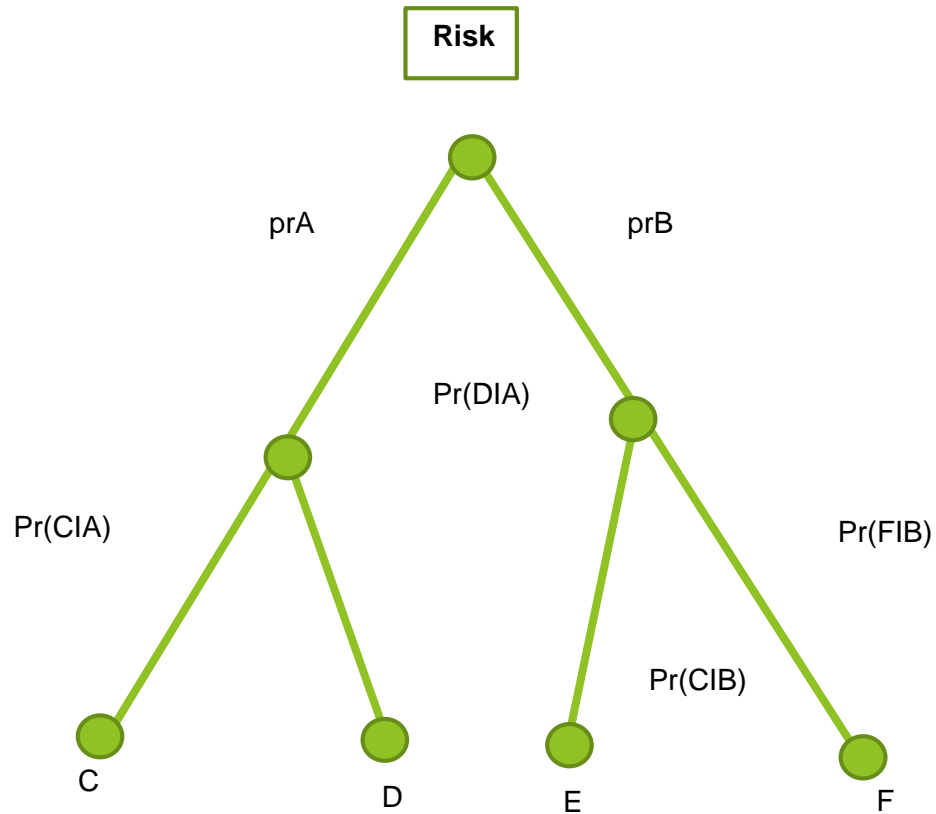 Risk
prA
prB
Pr(DIA)
Pr(CIA)
Pr(FIB)
Pr(CIB)
C
D
E
F